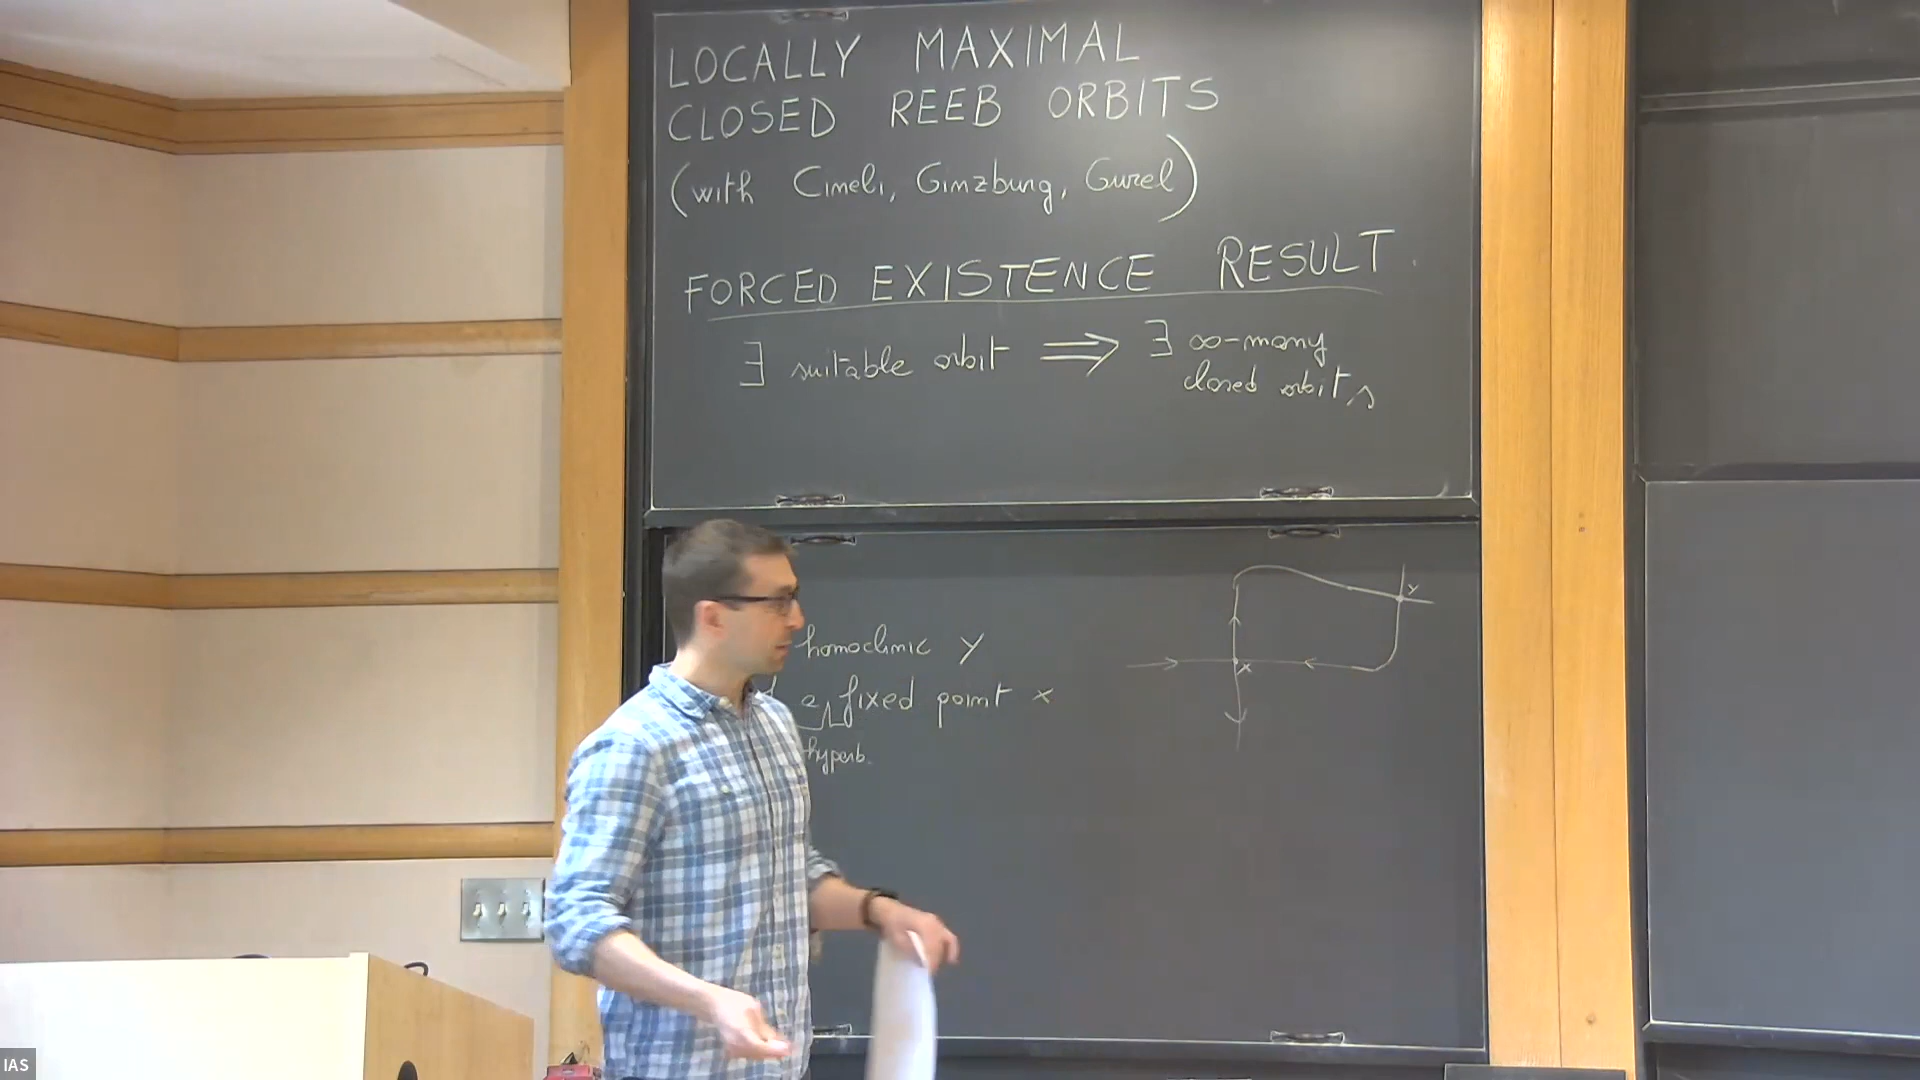 LOCALLY MAXIMAL
CLOSED REEB ORBITS
(with Cineli, Ginzburg, Gurel)
FORCED EXISTENCE RESULT.
∃ suitable orbit ⟹ ∃ ∞-many
closed orbits
homoclinic y
a fixed point x
hyperb.
y
x
IAS